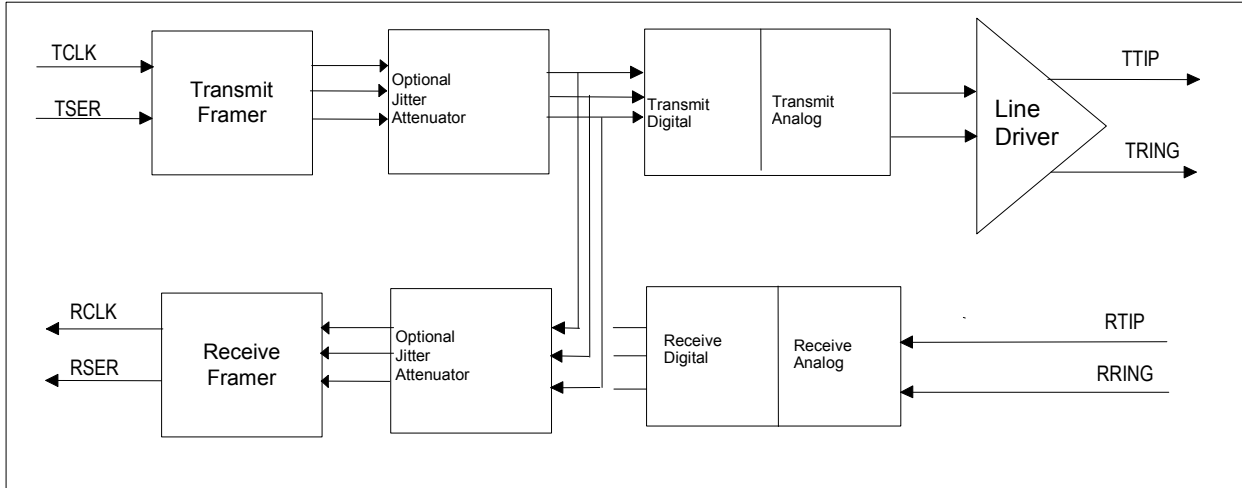 TCLK
TSER
Transmit
Framer
Optional
Jitter
Attenuator
Transmit
Digital
Transmit
Analog
Line
Driver
TTIP
TRING
RCLK
RSER
Receive
Framer
Optional
Jitter
Attenuator
Receive
Digital
Receive
Analog
RTIP
RRING